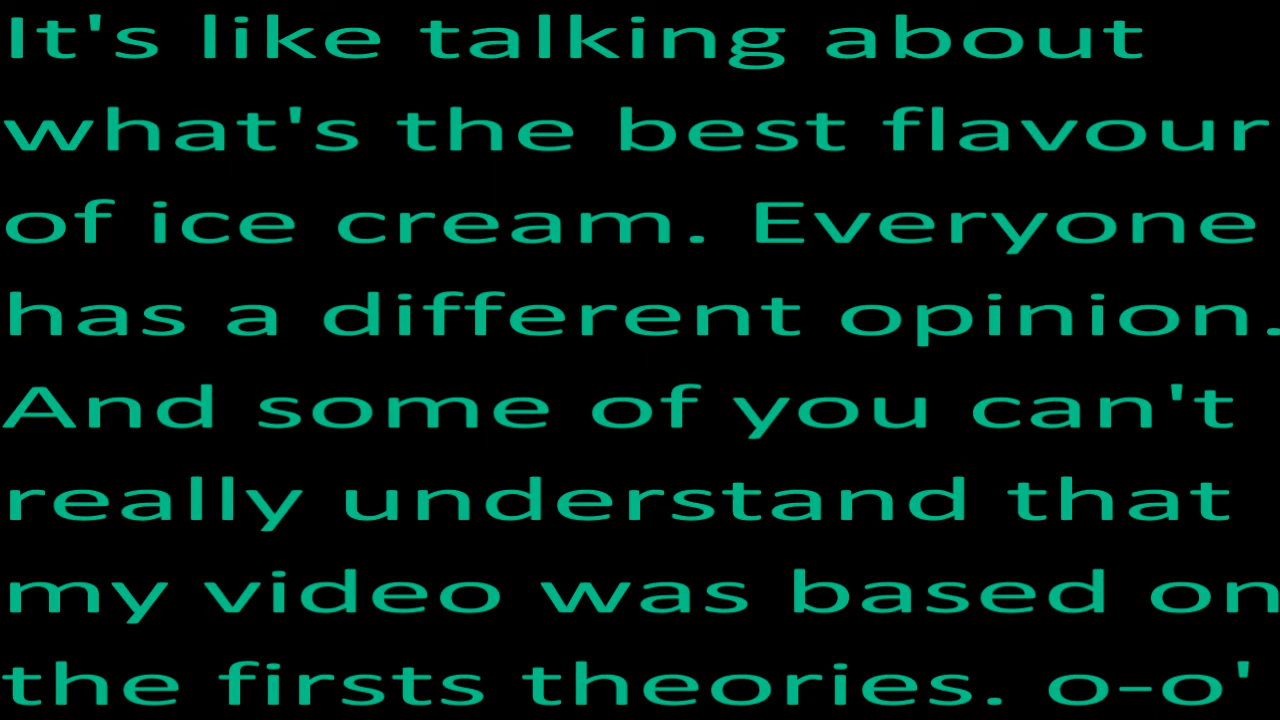 It's like talking about
what's the best flavour
of ice cream. Everyone
has a different opinion.
And some of you can't
really understand that
my video was based on
the firsts theories. o-o'